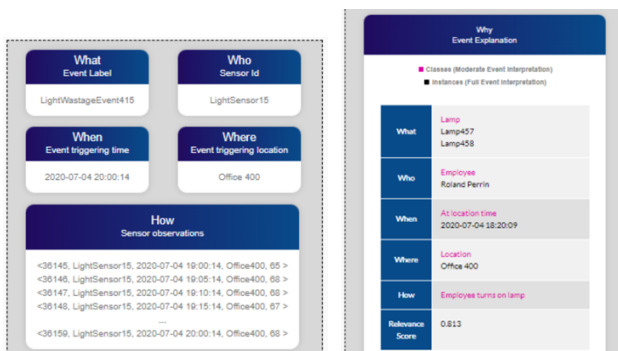 What
Event Label
LightWastageEvent415
Who
Sensor Id
LightSensor15
When
Event triggering time
2020-07-04 20:00:14
Where
Event triggering location
Office 400
How
Sensor observations
<36145, LightSensor15, 2020-07-04 19:00:14, Office400, 65 >
<36146, LightSensor15, 2020-07-04 19:05:14, Office400, 68 >
<36147, LightSensor15, 2020-07-04 19:10:14, Office400, 68 >
<36148, LightSensor15, 2020-07-04 19:15:14, Office400, 67 >
...
<36159, LightSensor15, 2020-07-04 20:00:14, Office400, 68 >
Why
Event Explanation
Classes (Moderate Event Interpretation)
Instances (Full Event Interpretation)
What
Lamp
Lamp457
Lamp458
Who
Employee
Roland Perrin
When
At location time
2020-07-04 18:20:09
Where
Location
Office 400
How
Employee turns on lamp
Relevance
Score
0.813